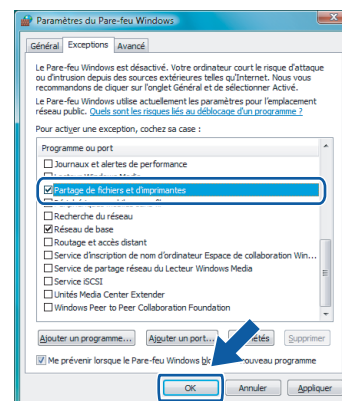 Paramètres du Pare-feu Windows
Général Exceptions Avancé
Le Pare-feu Windows est désactivé. Votre ordinateur court le risque d'attaque
ou d'intrusion depuis des sources extérieures telles qu'Internet. Nous vous
recommandons de cliquer sur l'onglet Général et de sélectionner Activé.
Le Pare-feu Windows utilise actuellement les paramètres pour l'emplacement
réseau public. Quels sont les risques liés au déblocage d'un programme ?
Pour activer une exception, cochez sa case :
Programme ou port
Journaux et alertes de performance
Partage de fichiers et d'imprimantes
Recherche du réseau
Réseau de base
Routage et accès distant
Service d'inscription de nom d'ordinateur Espace de collaboration Win...
Service de partage réseau du Lecteur Windows Media
Service iSCSI
Unités Media Center Extender
Windows Peer to Peer Collaboration Foundation
Ajouter un programme... Ajouter un port... Supprimer
Me prévenir lorsque le Pare-feu Windows programme
OK Annuler Appliquer